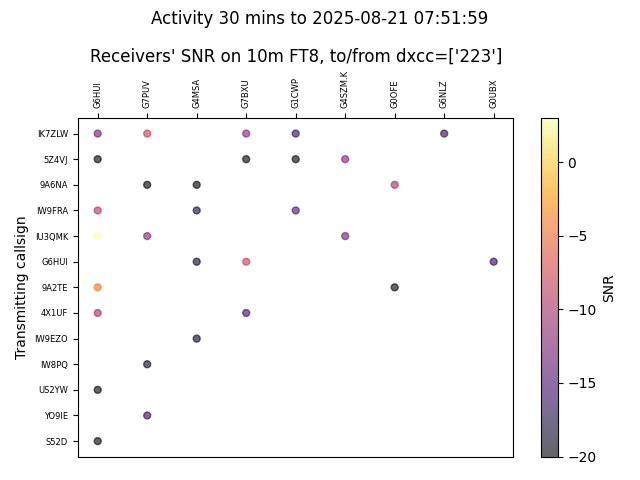 Activity 30 mins to 2025-08-21 07:51:59
Receivers' SNR on 10m FT8, to/from dxcc=['223']
G6HUI
G7PUV
G4MSA
G7BXU
G1CWP
G4SZM.K
G0OFE
G6NLZ
G0UBX
IK7ZLW
5Z4VJ
9A6NA
IW9FRA
IU3QMK
G6HUI
9A2TE
4X1UF
IW9EZO
IW8PQ
US2YW
YO9IE
S52D
Transmitting callsign
0
−5
−10
−15
−20
SNR